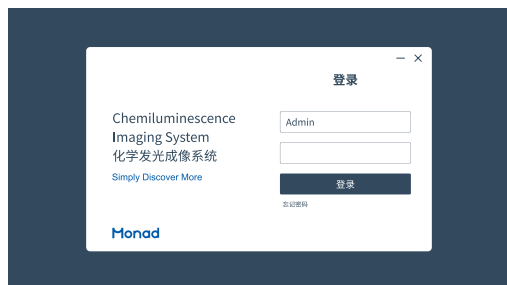 登录
Chemiluminescence
Imaging System
化学发光成像系统
Simply Discover More
Admin
登录
忘记密码
Monad